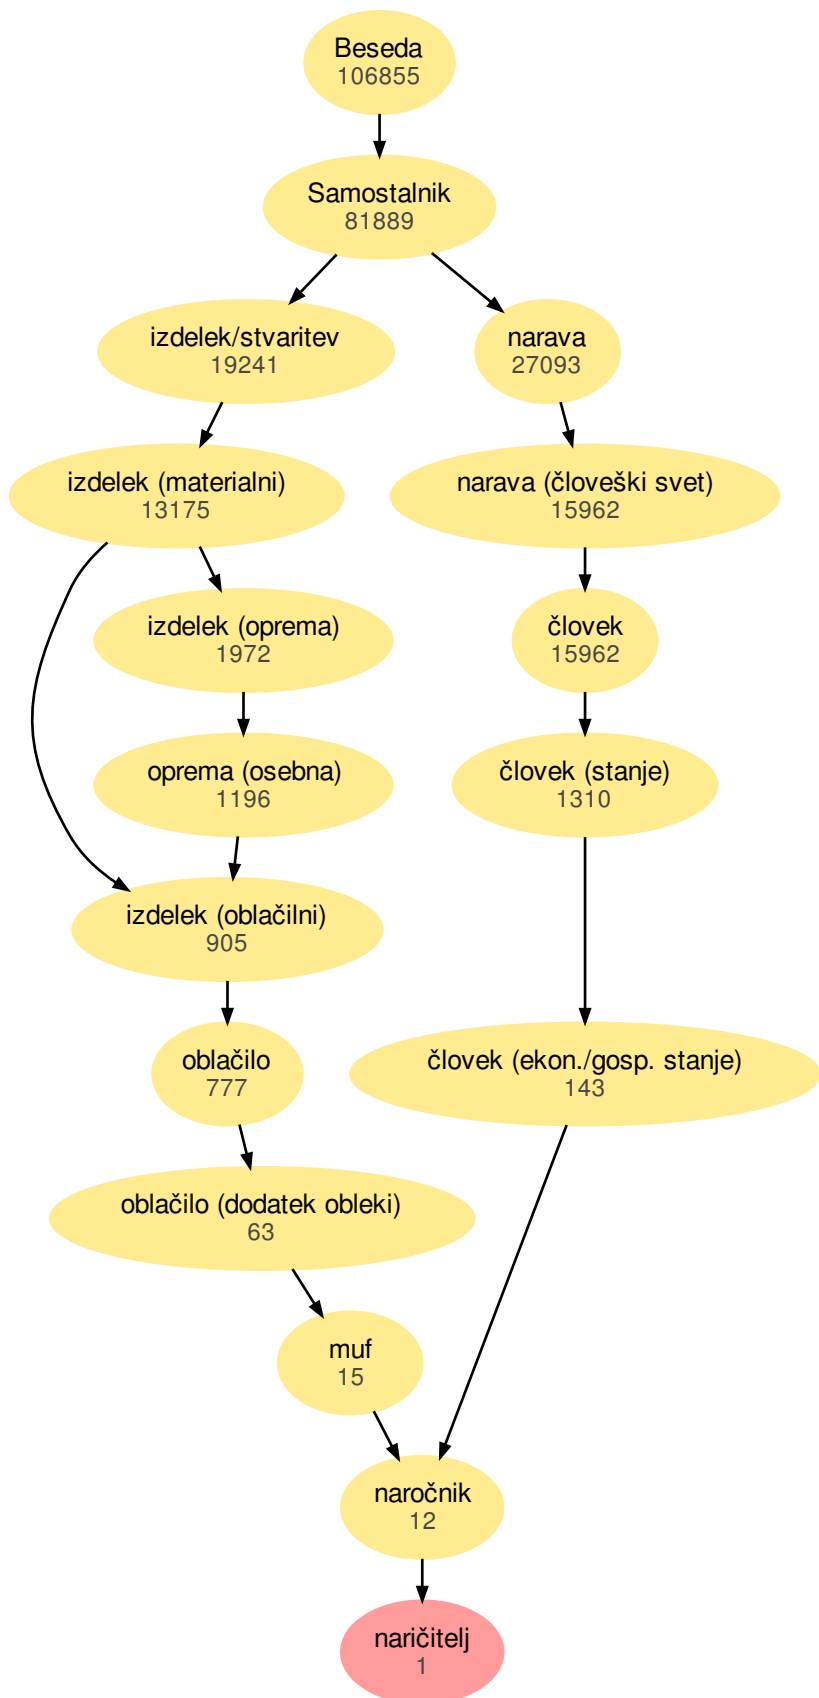 Beseda
106855
Samostalnik
81889
izdelek/stvaritev
19241
narava
27093
izdelek (materialni)
13175
narava (človeški svet)
15962
izdelek (oprema)
1972
človek
15962
oprema (osebna)
1196
človek (stanje)
1310
izdelek (oblačilni)
905
oblačilo
777
človek (ekon./gosp. stanje)
143
oblačilo (dodatek obleki)
63
muf
15
naročnik
12
naričitelj
1